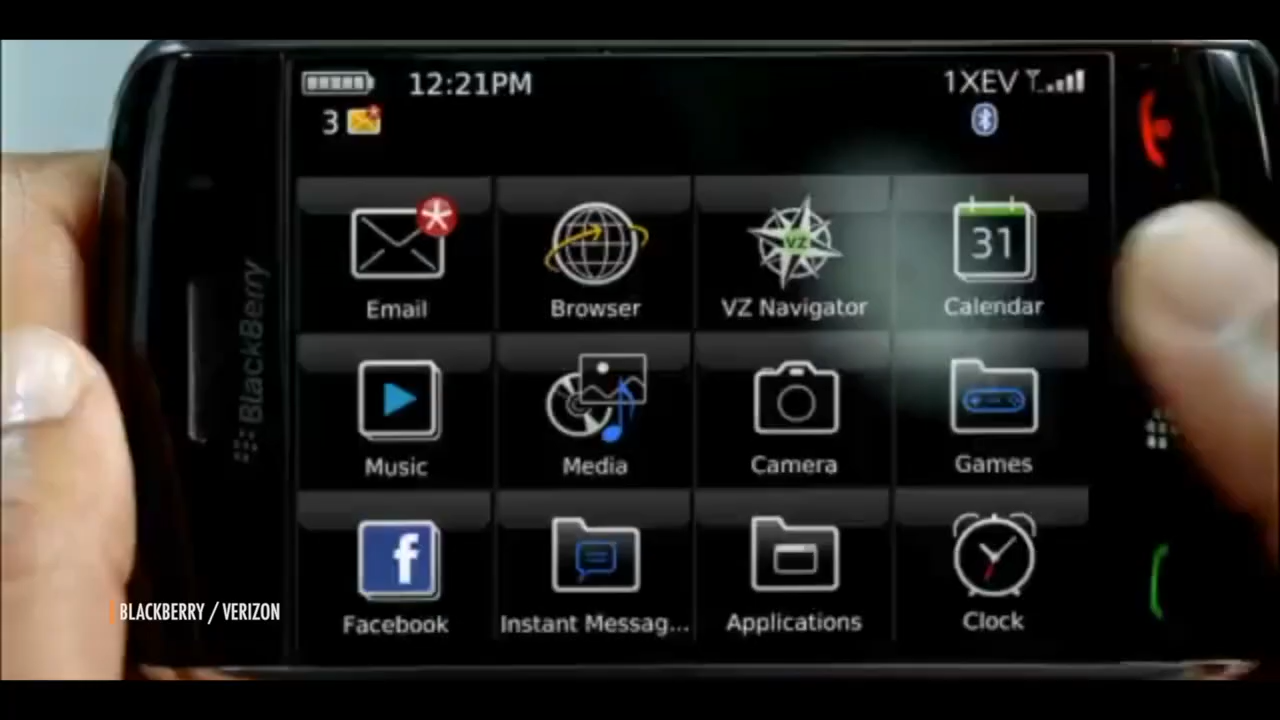 12:21PM
1XEV
3
Email
Browser
VZ
VZ Navigator
31
Calendar
Music
Media
Camera
Games
f
Facebook
Instant Messag...
Applications
Clock
BlackBerry
BLACKBERRY / VERIZON